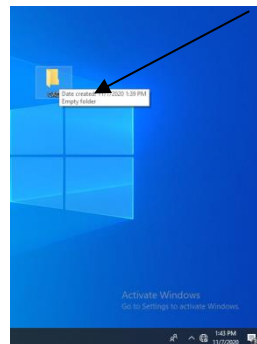 Date created: 11/7/2020 1:39 PM
Empty folder
Activate Windows
Go to Settings to activate Windows.
1:43 PM
11/7/2020